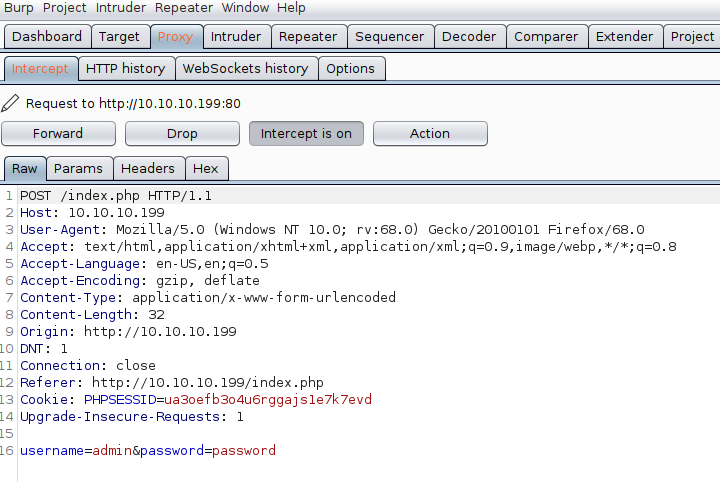 Burp Project Intruder Repeater Window Help
Dashboard Target Proxy Intruder Repeater Sequencer Decoder Comparer Extender Project
Intercept HTTP history WebSockets history Options
Request to http://10.10.10.199:80
Forward Drop Intercept is on Action
Raw Params Headers Hex
1 POST /index.php HTTP/1.1
2 Host: 10.10.10.199
3 User-Agent: Mozilla/5.0 (Windows NT 10.0; rv:68.0) Gecko/20100101 Firefox/68.0
4 Accept: text/html,application/xhtml+xml,application/xml;q=0.9,image/webp,*/*;q=0.8
5 Accept-Language: en-US,en;q=0.5
6 Accept-Encoding: gzip, deflate
7 Content-Type: application/x-www-form-urlencoded
8 Content-Length: 32
9 Origin: http://10.10.10.199
10 DNT: 1
11 Connection: close
12 Referer: http://10.10.10.199/index.php
13 Cookie: PHPSESSID=ua3oefb3o4u6rggajs1e7k7evd
14 Upgrade-Insecure-Requests: 1
15
16 username=admin&password=password